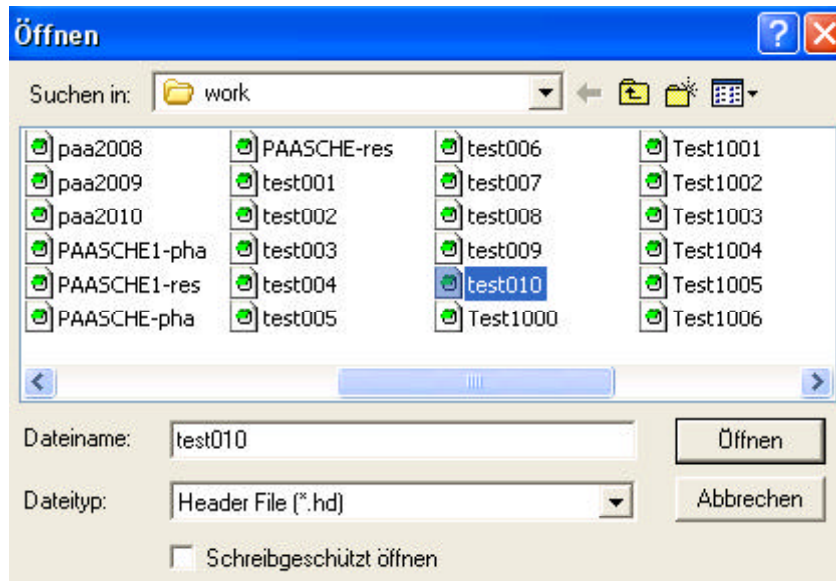 Öffnen
Suchen in: work
paa2008 PAASCHE-res test006 Test1001
paa2009 test001 test007 Test1002
paa2010 test002 test008 Test1003
PAASCHE1-pha test003 test009 Test1004
PAASCHE1-res test004 test010 Test1005
PAASCHE-pha test005 Test1000 Test1006
Dateiname: test010 Öffnen
Dateityp: Header File (*.hd) Abbrechen
Schreibgeschützt öffnen